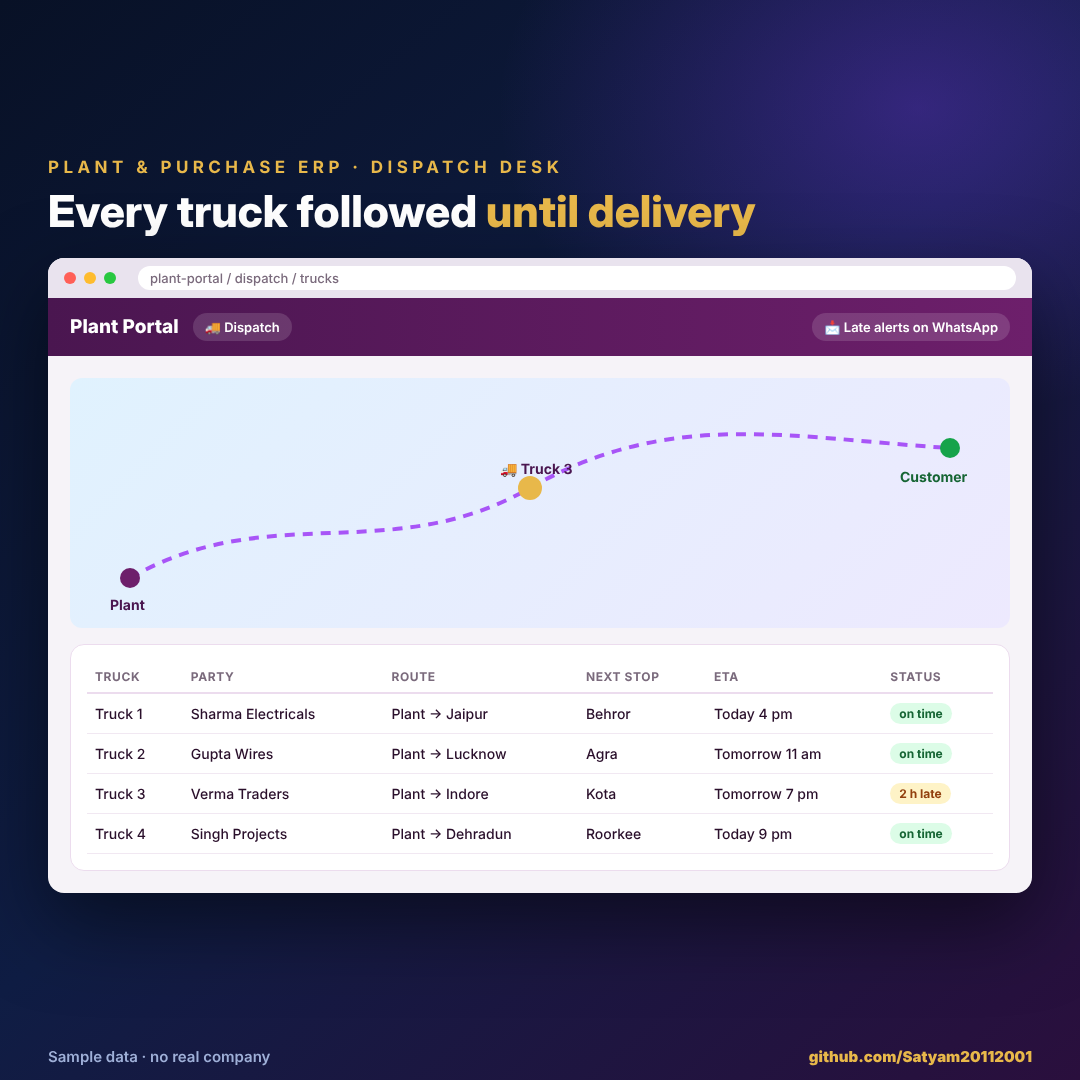 PLANT & PURCHASE ERP · DISPATCH DESK
Every truck followed until delivery
plant-portal / dispatch / trucks
Plant Portal 🚚 Dispatch 📩 Late alerts on WhatsApp
🚚 Truck 3
Customer
Plant
TRUCK PARTY ROUTE NEXT STOP ETA STATUS
Truck 1 Sharma Electricals Plant → Jaipur Behror Today 4 pm on time
Truck 2 Gupta Wires Plant → Lucknow Agra Tomorrow 11 am on time
Truck 3 Verma Traders Plant → Indore Kota Tomorrow 7 pm 2 h late
Truck 4 Singh Projects Plant → Dehradun Roorkee Today 9 pm on time
Sample data · no real company github.com/Satyam20112001